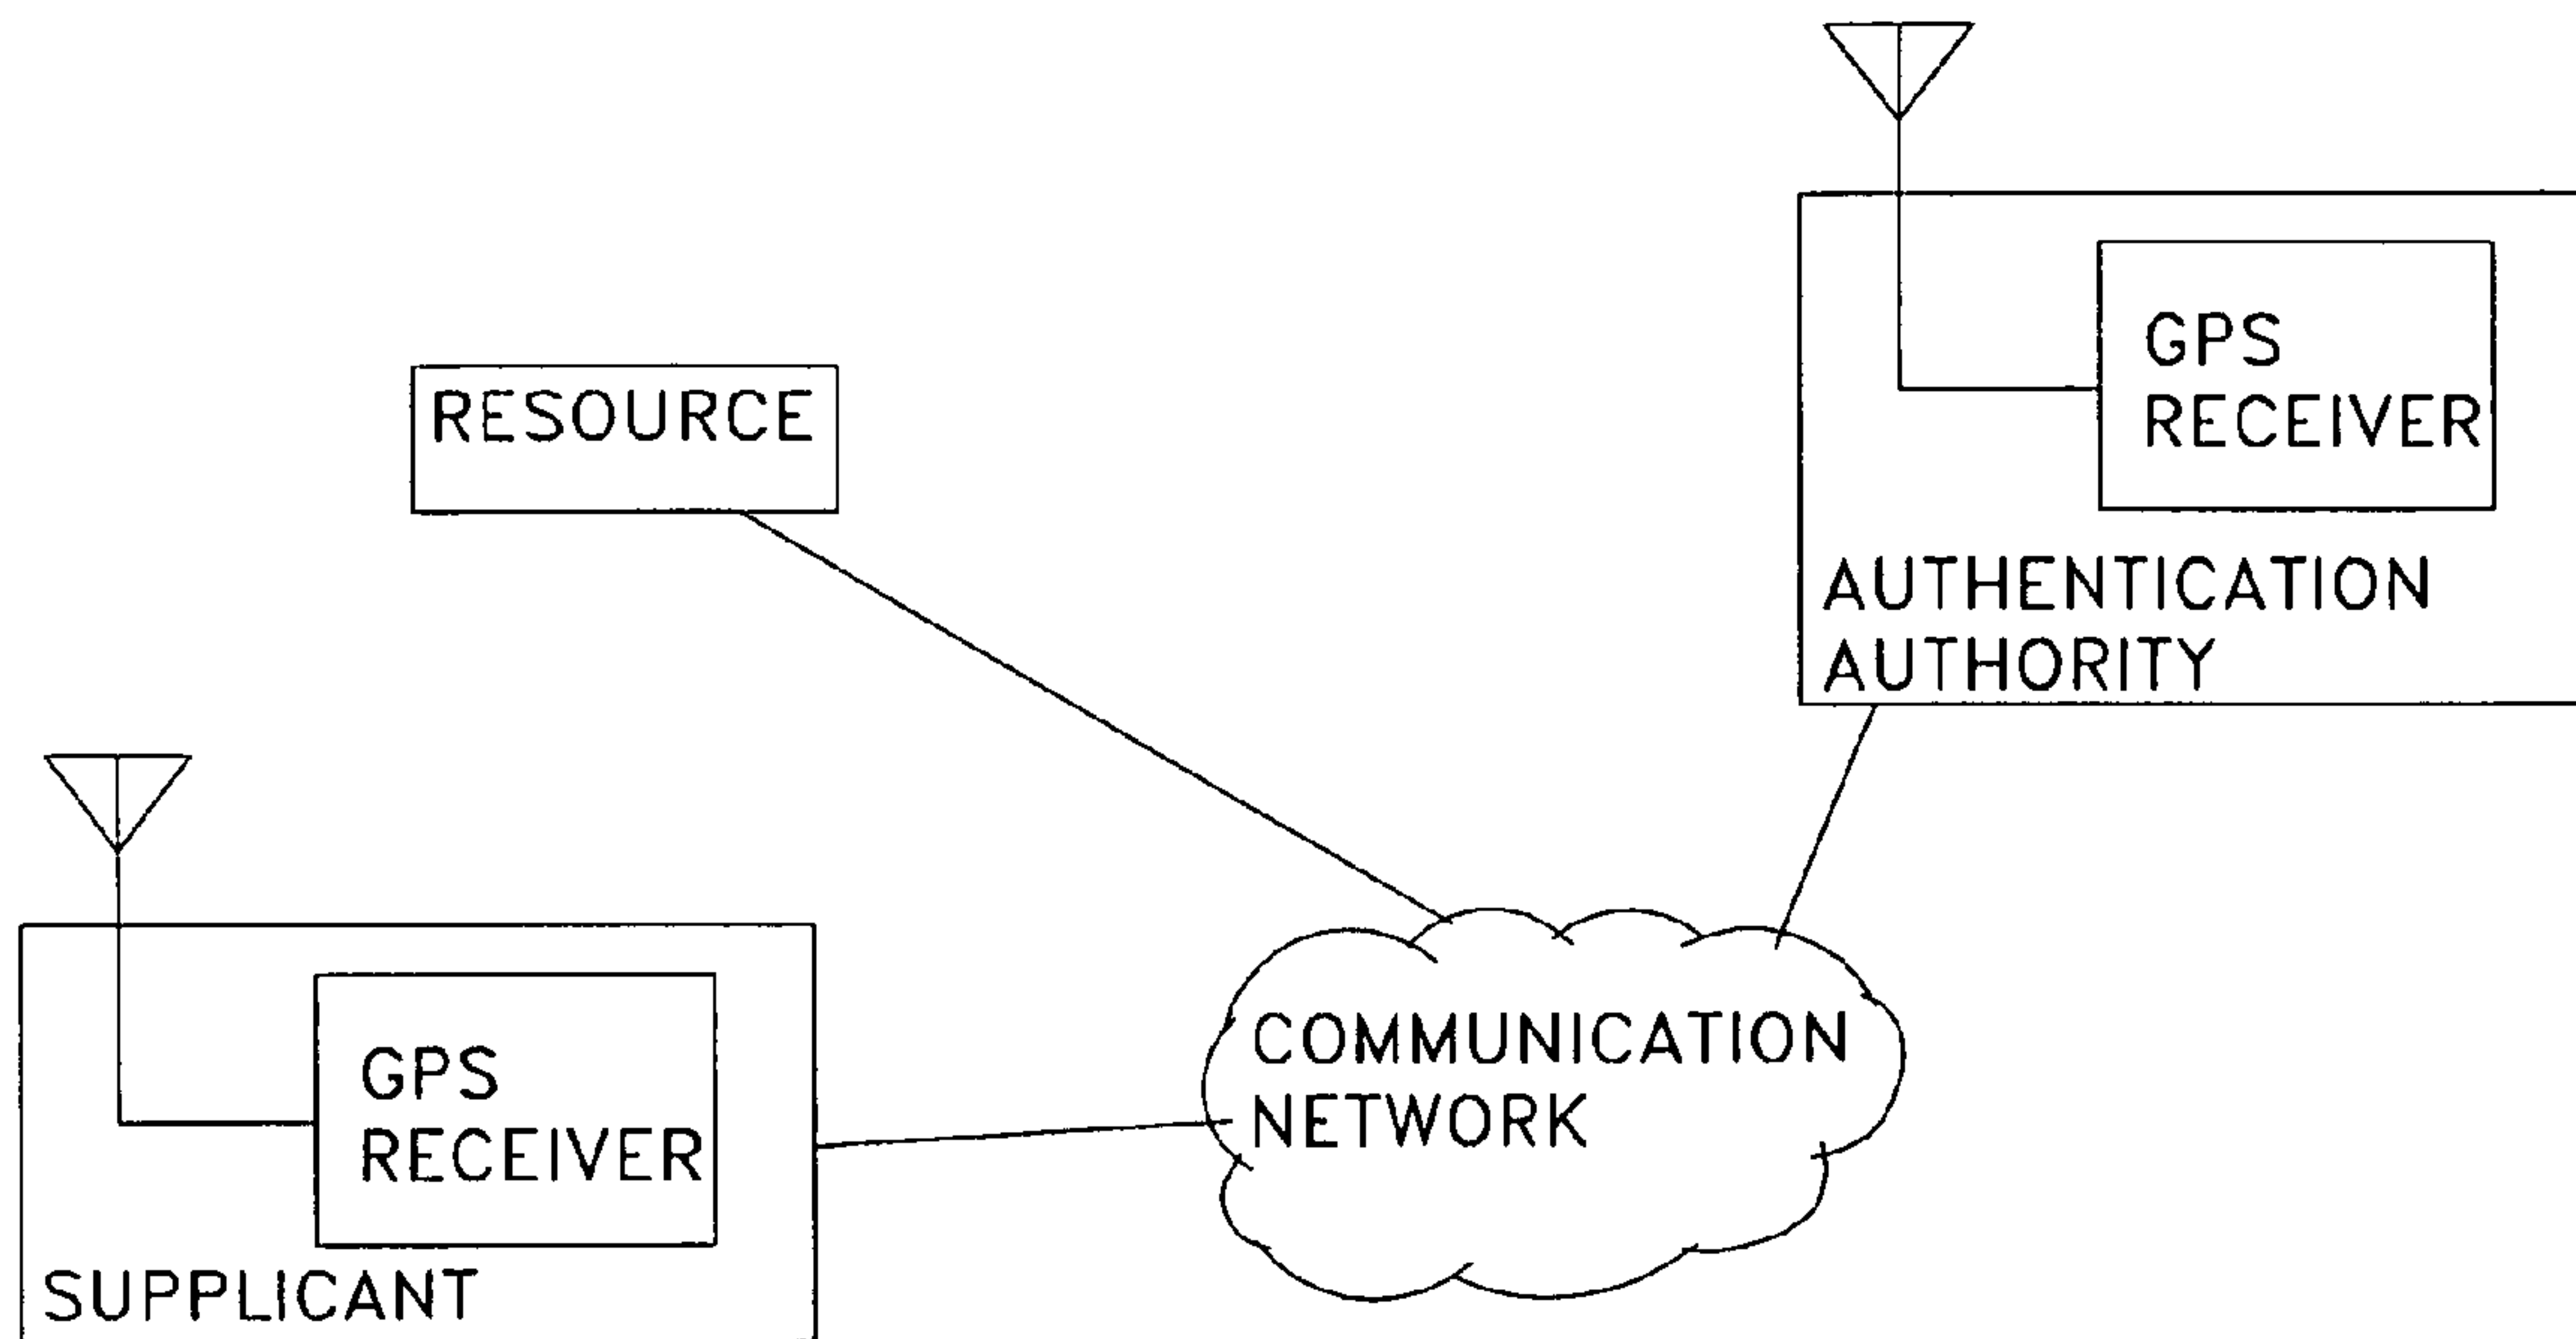 GPS
RECEIVER
AUTHENTICATION
AUTHORITY
RESOURCE
GPS
RECEIVER
SUPPLICANT
COMMUNICATION
NETWORK